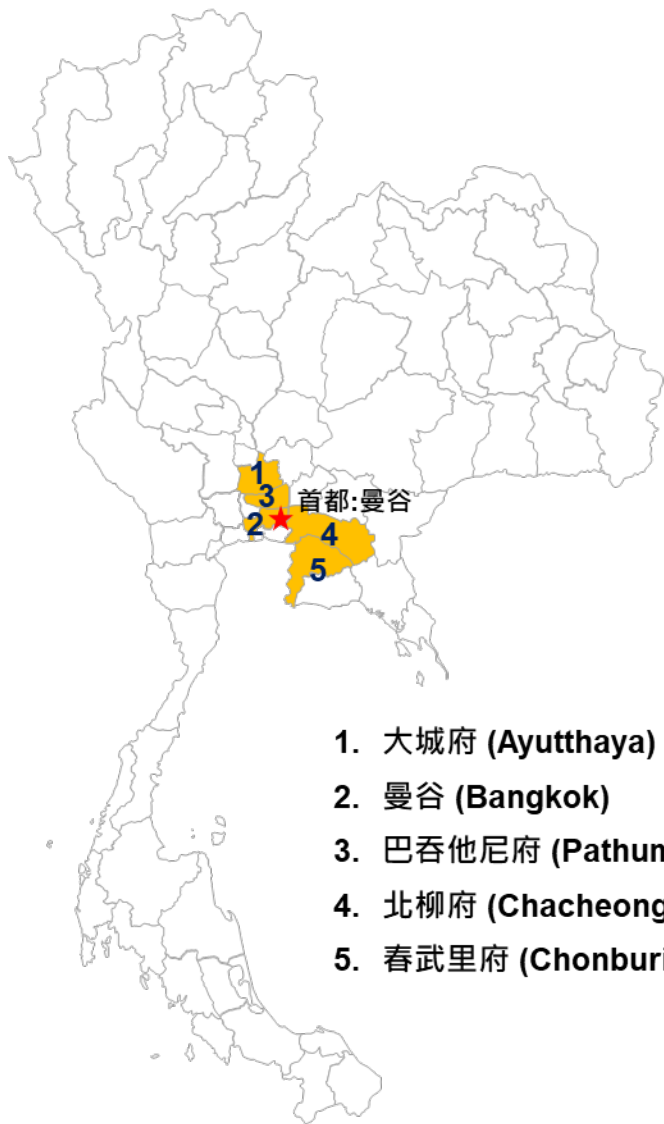 1
3
首都:曼谷
2
4
5
1. 大城府 (Ayutthaya)
2. 曼谷 (Bangkok)
3. 巴吞他尼府 (Pathum
4. 北柳府 (Chacheong
5. 春武里府 (Chonburi